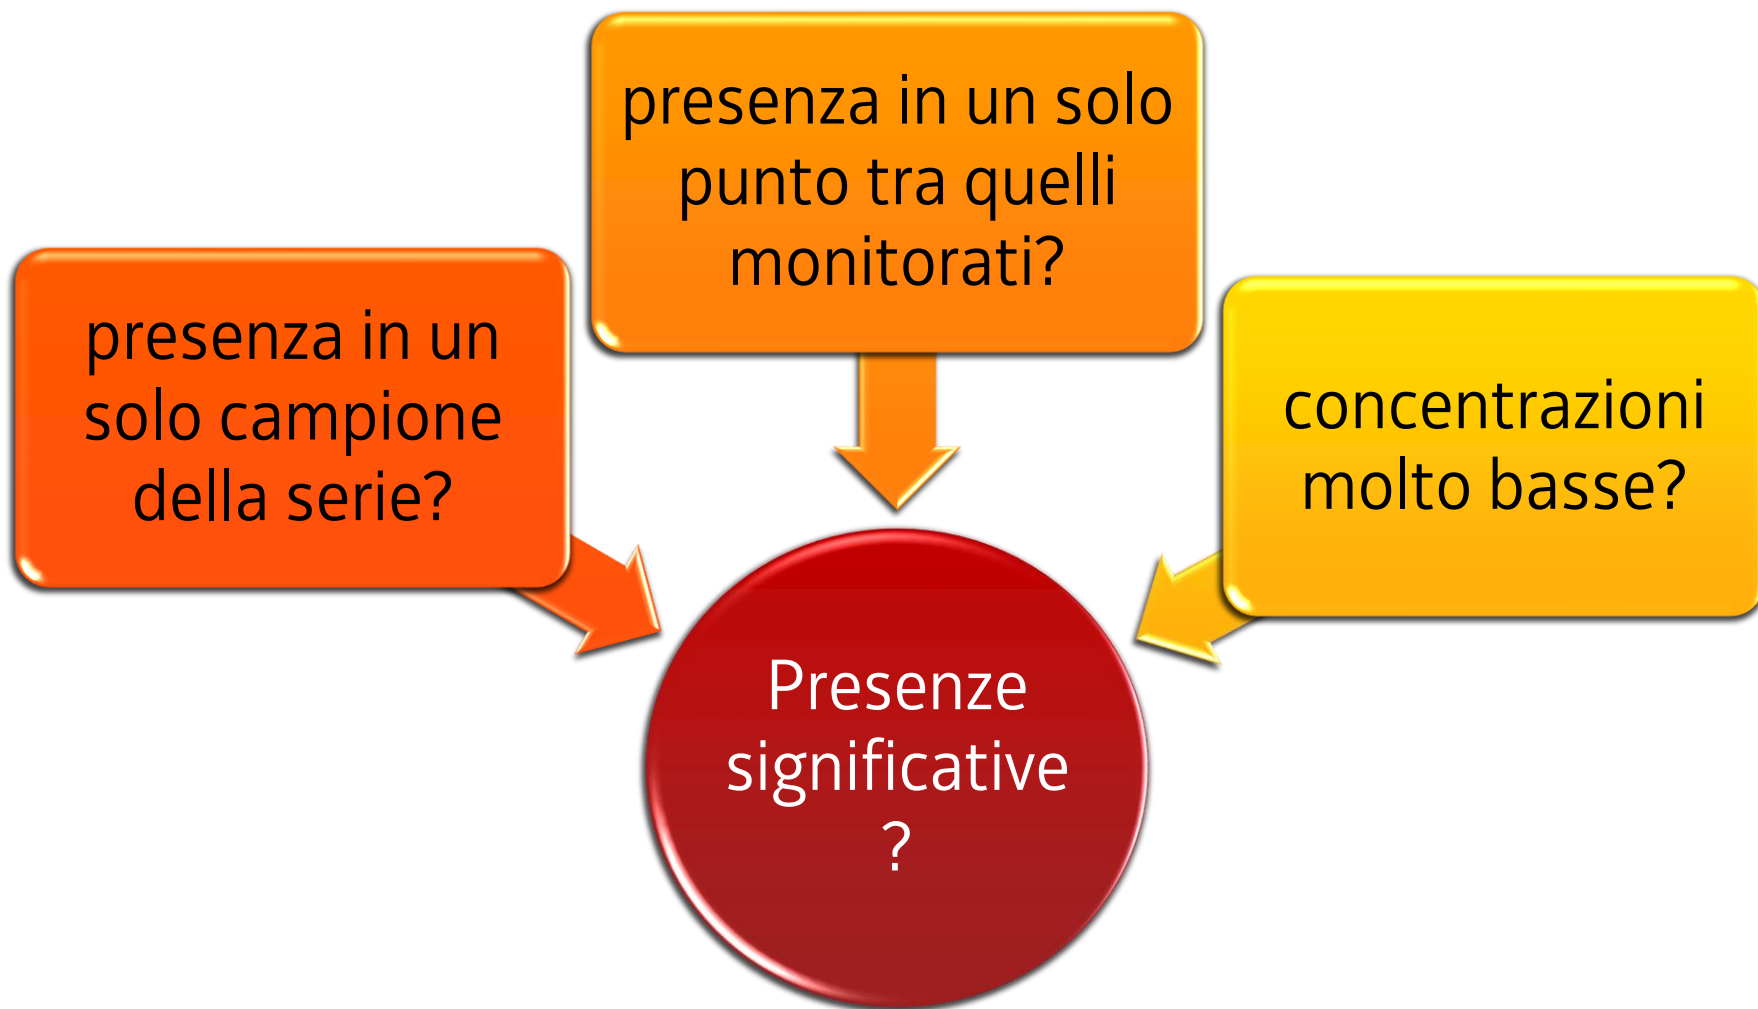 presenza in un
solo campione
della serie?
presenza in un solo
punto tra quelli
monitorati?
concentrazioni
molto basse?
Presenze
significative
?